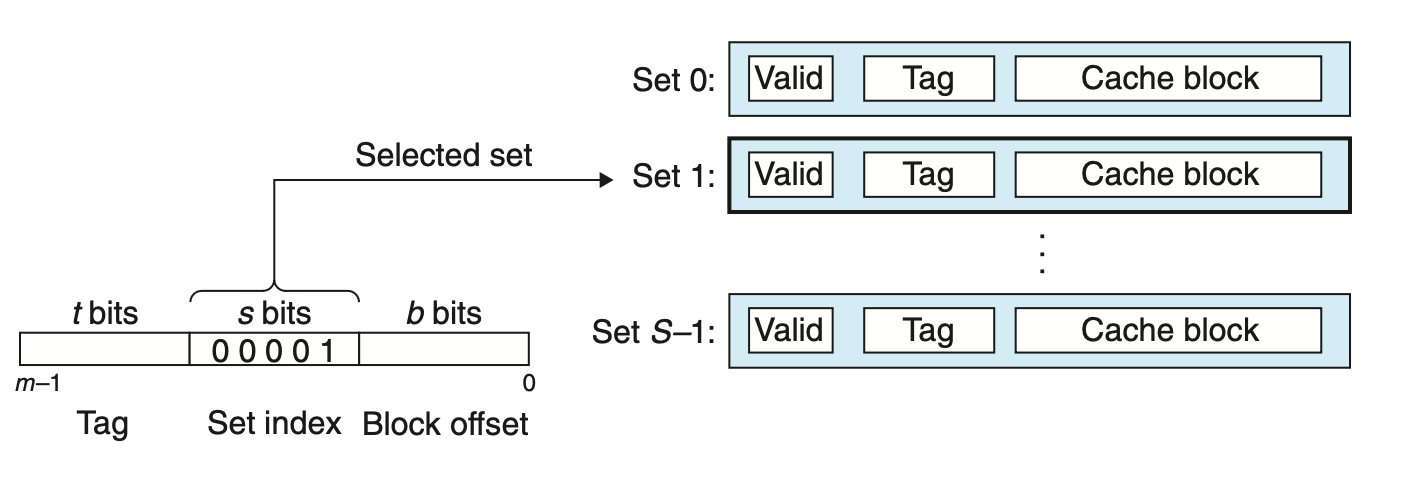 Set 0: Valid Tag Cache block
Selected set
Set 1: Valid Tag Cache block
⋮
t bits s bits b bits
Set S–1: Valid Tag Cache block
0 0 0 0 1
m–1 0
Tag Set index Block offset